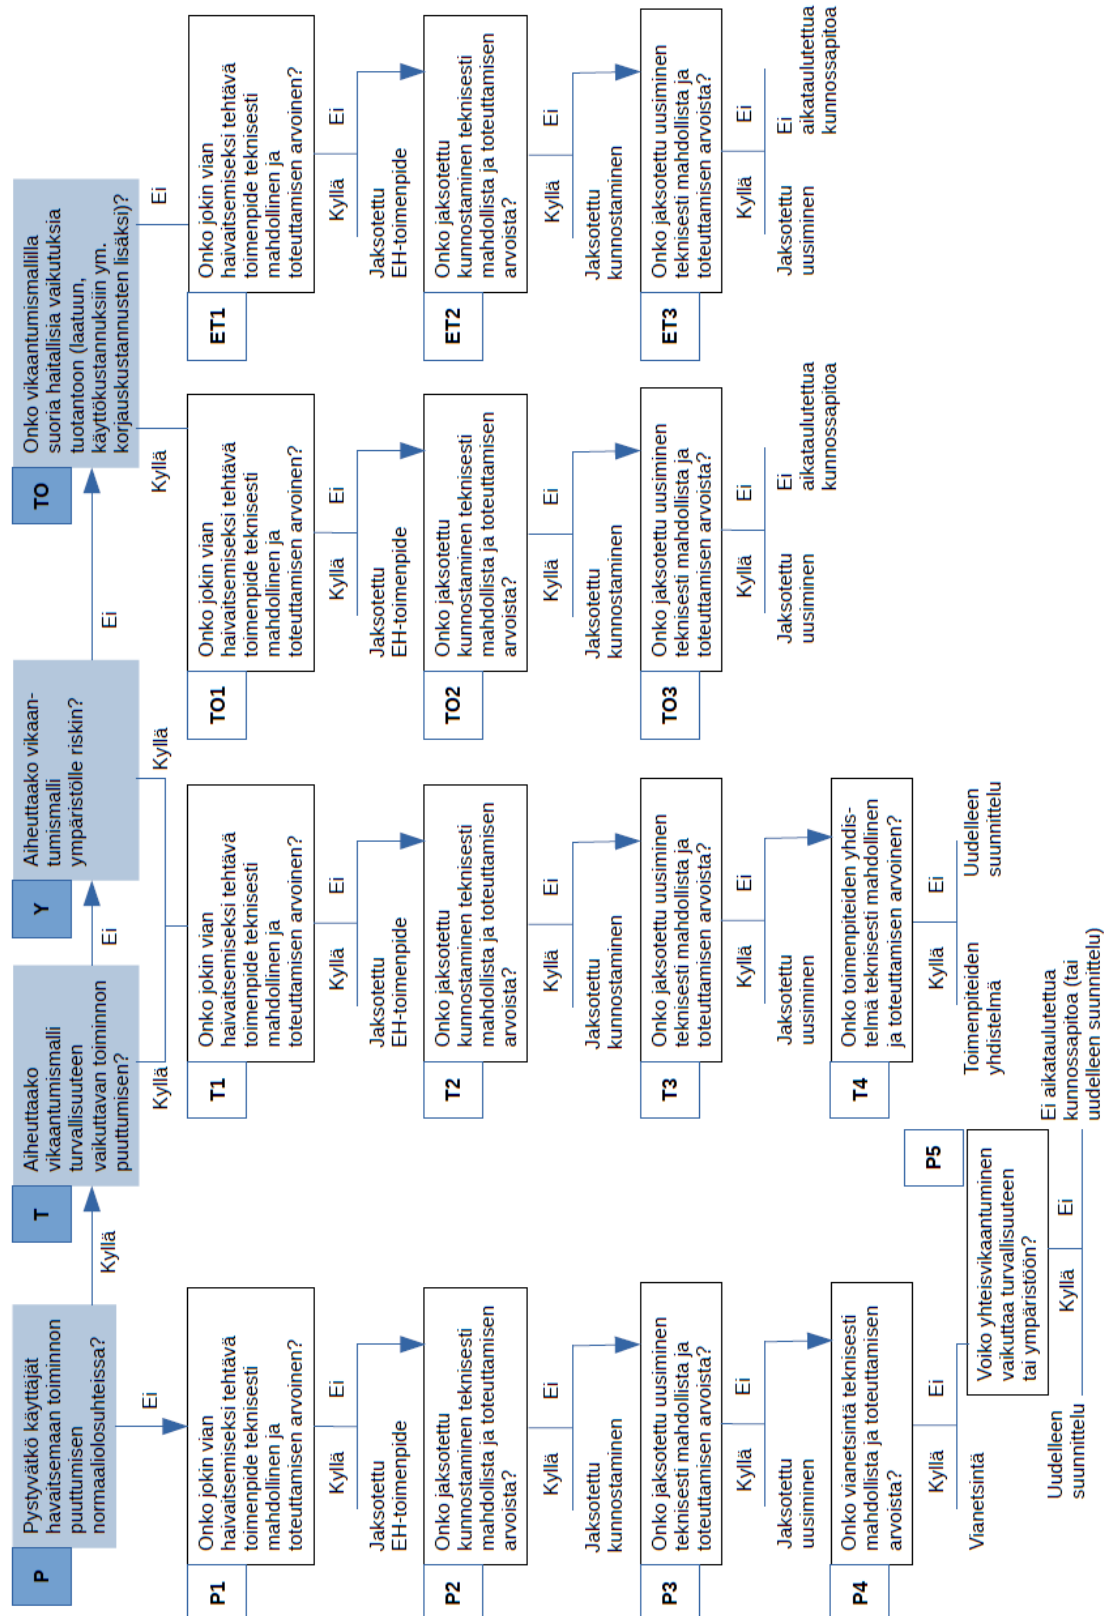 P
Pystyvätkö käyttäjät
havaitsemaan toiminnon
puuttumisen
normaaliolosuhteissa?
Kyllä
Ei
T
Aiheuttaako
vikaantumismalli
turvallisuuteen
vaikuttavan toiminnon
puuttumisen?
Ei
Kyllä
Y
Aiheuttaako vikaan-
tumismalli
ympäristölle riskin?
Ei
Kyllä
TO
Onko vikaantumismallilla
suoria haitallisia vaikutuksia
tuotantoon (laatuun,
käyttökustannuksiin ym.
korjauskustannusten lisäksi)?
Kyllä
Ei
P1
Onko jokin vian
haivaitsemiseksi tehtävä
toimenpide teknisesti
mahdollinen ja
toteuttamisen arvoinen?
Kyllä
Ei
Jaksotettu
EH-toimenpide
P2
Onko jaksotettu
kunnostaminen teknisesti
mahdollista ja toteuttamisen
arvoista?
Kyllä
Ei
Jaksotettu
kunnostaminen
P3
Onko jaksotettu uusiminen
teknisesti mahdollista ja
toteuttamisen arvoista?
Kyllä
Ei
Jaksotettu
uusiminen
P4
Onko vianetsintä teknisesti
mahdollista ja toteuttamisen
arvoista?
Kyllä
Ei
Vianetsintä
P5
Voiko yhteisvikaantuminen
vaikuttaa turvallisuuteen
tai ympäristöön?
Kyllä
Ei
Uudelleen
suunnittelu
Ei aikataulutettua
kunnossapitoa (tai
uudelleen suunnittelu)
T1
Onko jokin vian
haivaitsemiseksi tehtävä
toimenpide teknisesti
mahdollinen ja
toteuttamisen arvoinen?
Kyllä
Ei
Jaksotettu
EH-toimenpide
T2
Onko jaksotettu
kunnostaminen teknisesti
mahdollista ja toteuttamisen
arvoista?
Kyllä
Ei
Jaksotettu
kunnostaminen
T3
Onko jaksotettu uusiminen
teknisesti mahdollista ja
toteuttamisen arvoista?
Kyllä
Ei
Jaksotettu
uusiminen
T4
Onko toimenpiteiden yhdis-
telmä teknisesti mahdollinen
ja toteuttamisen arvoinen?
Kyllä
Ei
Toimenpiteiden
yhdistelmä
Uudelleen
suunnittelu
TO1
Onko jokin vian
haivaitsemiseksi tehtävä
toimenpide teknisesti
mahdollinen ja
toteuttamisen arvoinen?
Kyllä
Ei
Jaksotettu
EH-toimenpide
TO2
Onko jaksotettu
kunnostaminen teknisesti
mahdollista ja toteuttamisen
arvoista?
Kyllä
Ei
Jaksotettu
kunnostaminen
TO3
Onko jaksotettu uusiminen
teknisesti mahdollista ja
toteuttamisen arvoista?
Kyllä
Ei
Jaksotettu
uusiminen
Ei
aikataulutettua
kunnossapitoa
ET1
Onko jokin vian
haivaitsemiseksi tehtävä
toimenpide teknisesti
mahdollinen ja
toteuttamisen arvoinen?
Kyllä
Ei
Jaksotettu
EH-toimenpide
ET2
Onko jaksotettu
kunnostaminen teknisesti
mahdollista ja toteuttamisen
arvoista?
Kyllä
Ei
Jaksotettu
kunnostaminen
ET3
Onko jaksotettu uusiminen
teknisesti mahdollista ja
toteuttamisen arvoista?
Kyllä
Ei
Jaksotettu
uusiminen
Ei
aikataulutettua
kunnossapitoa